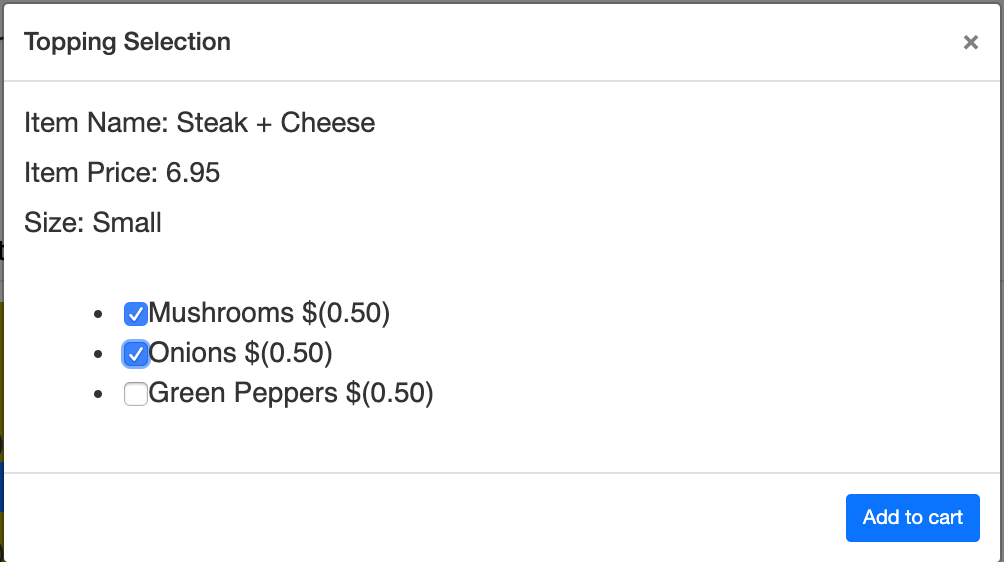 Topping Selection ×
Item Name: Steak + Cheese
Item Price: 6.95
Size: Small
Mushrooms $(0.50)
Onions $(0.50)
Green Peppers $(0.50)
Add to cart